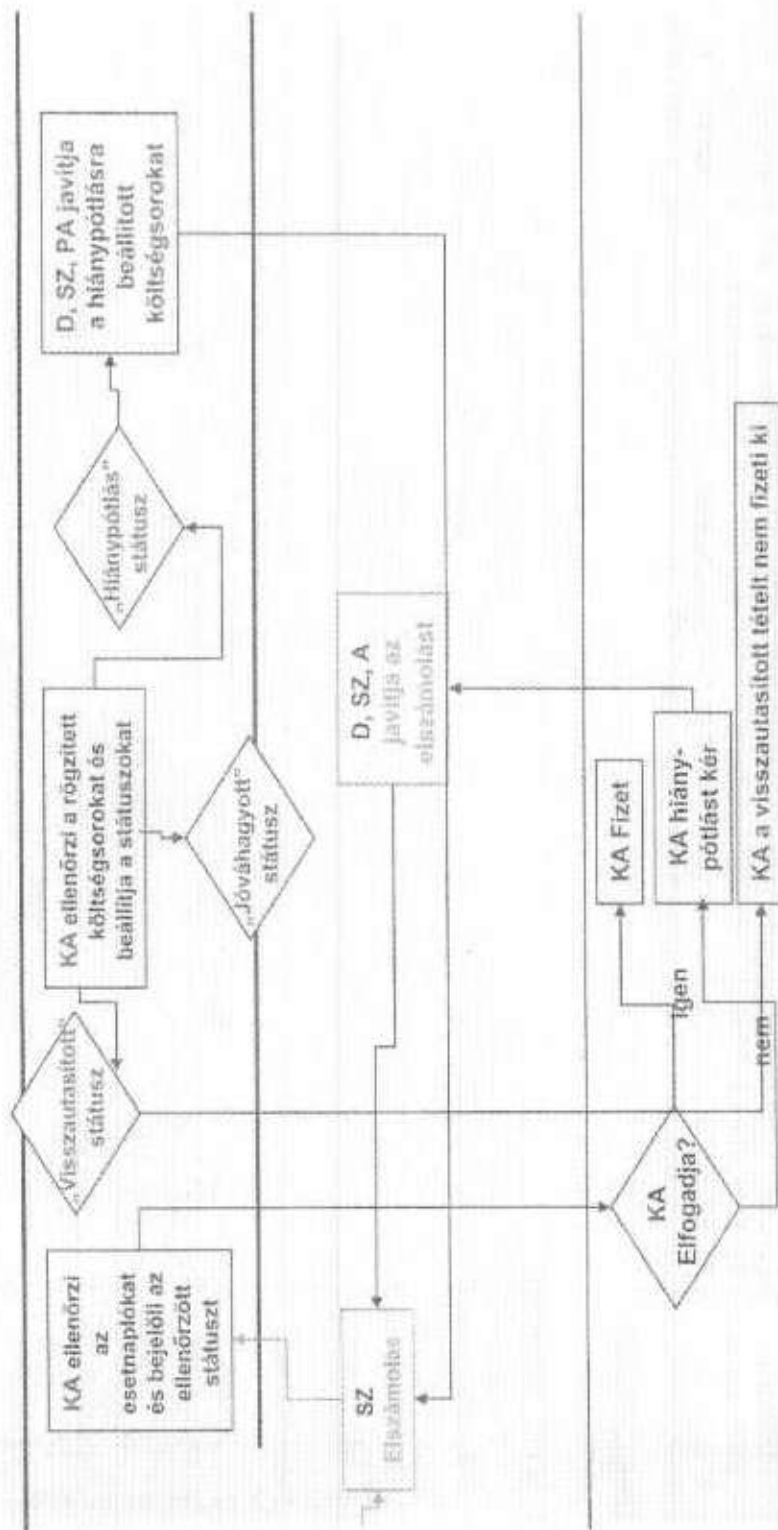 KA ellenőrzi
az
esetnaplókat
és bejelöli az
ellenőrzött
státuszt
„Visszautasított”
státusz
KA ellenőrzi a rögzített
költségsorokat és
beállítja a státuszokat
„Hiánypótlás”
státusz
D, SZ, PA javítja
a hiánypótlásra
beállított
költségsorokat
„Jóváhagyott”
státusz
SZ
Elszámolás
D, SZ, A
javítja az
elszámolást
KA
Elfogadja?
Igen
nem
KA Fizet
KA hiány-
pótlást kér
KA a visszautasított tételt nem fizeti ki